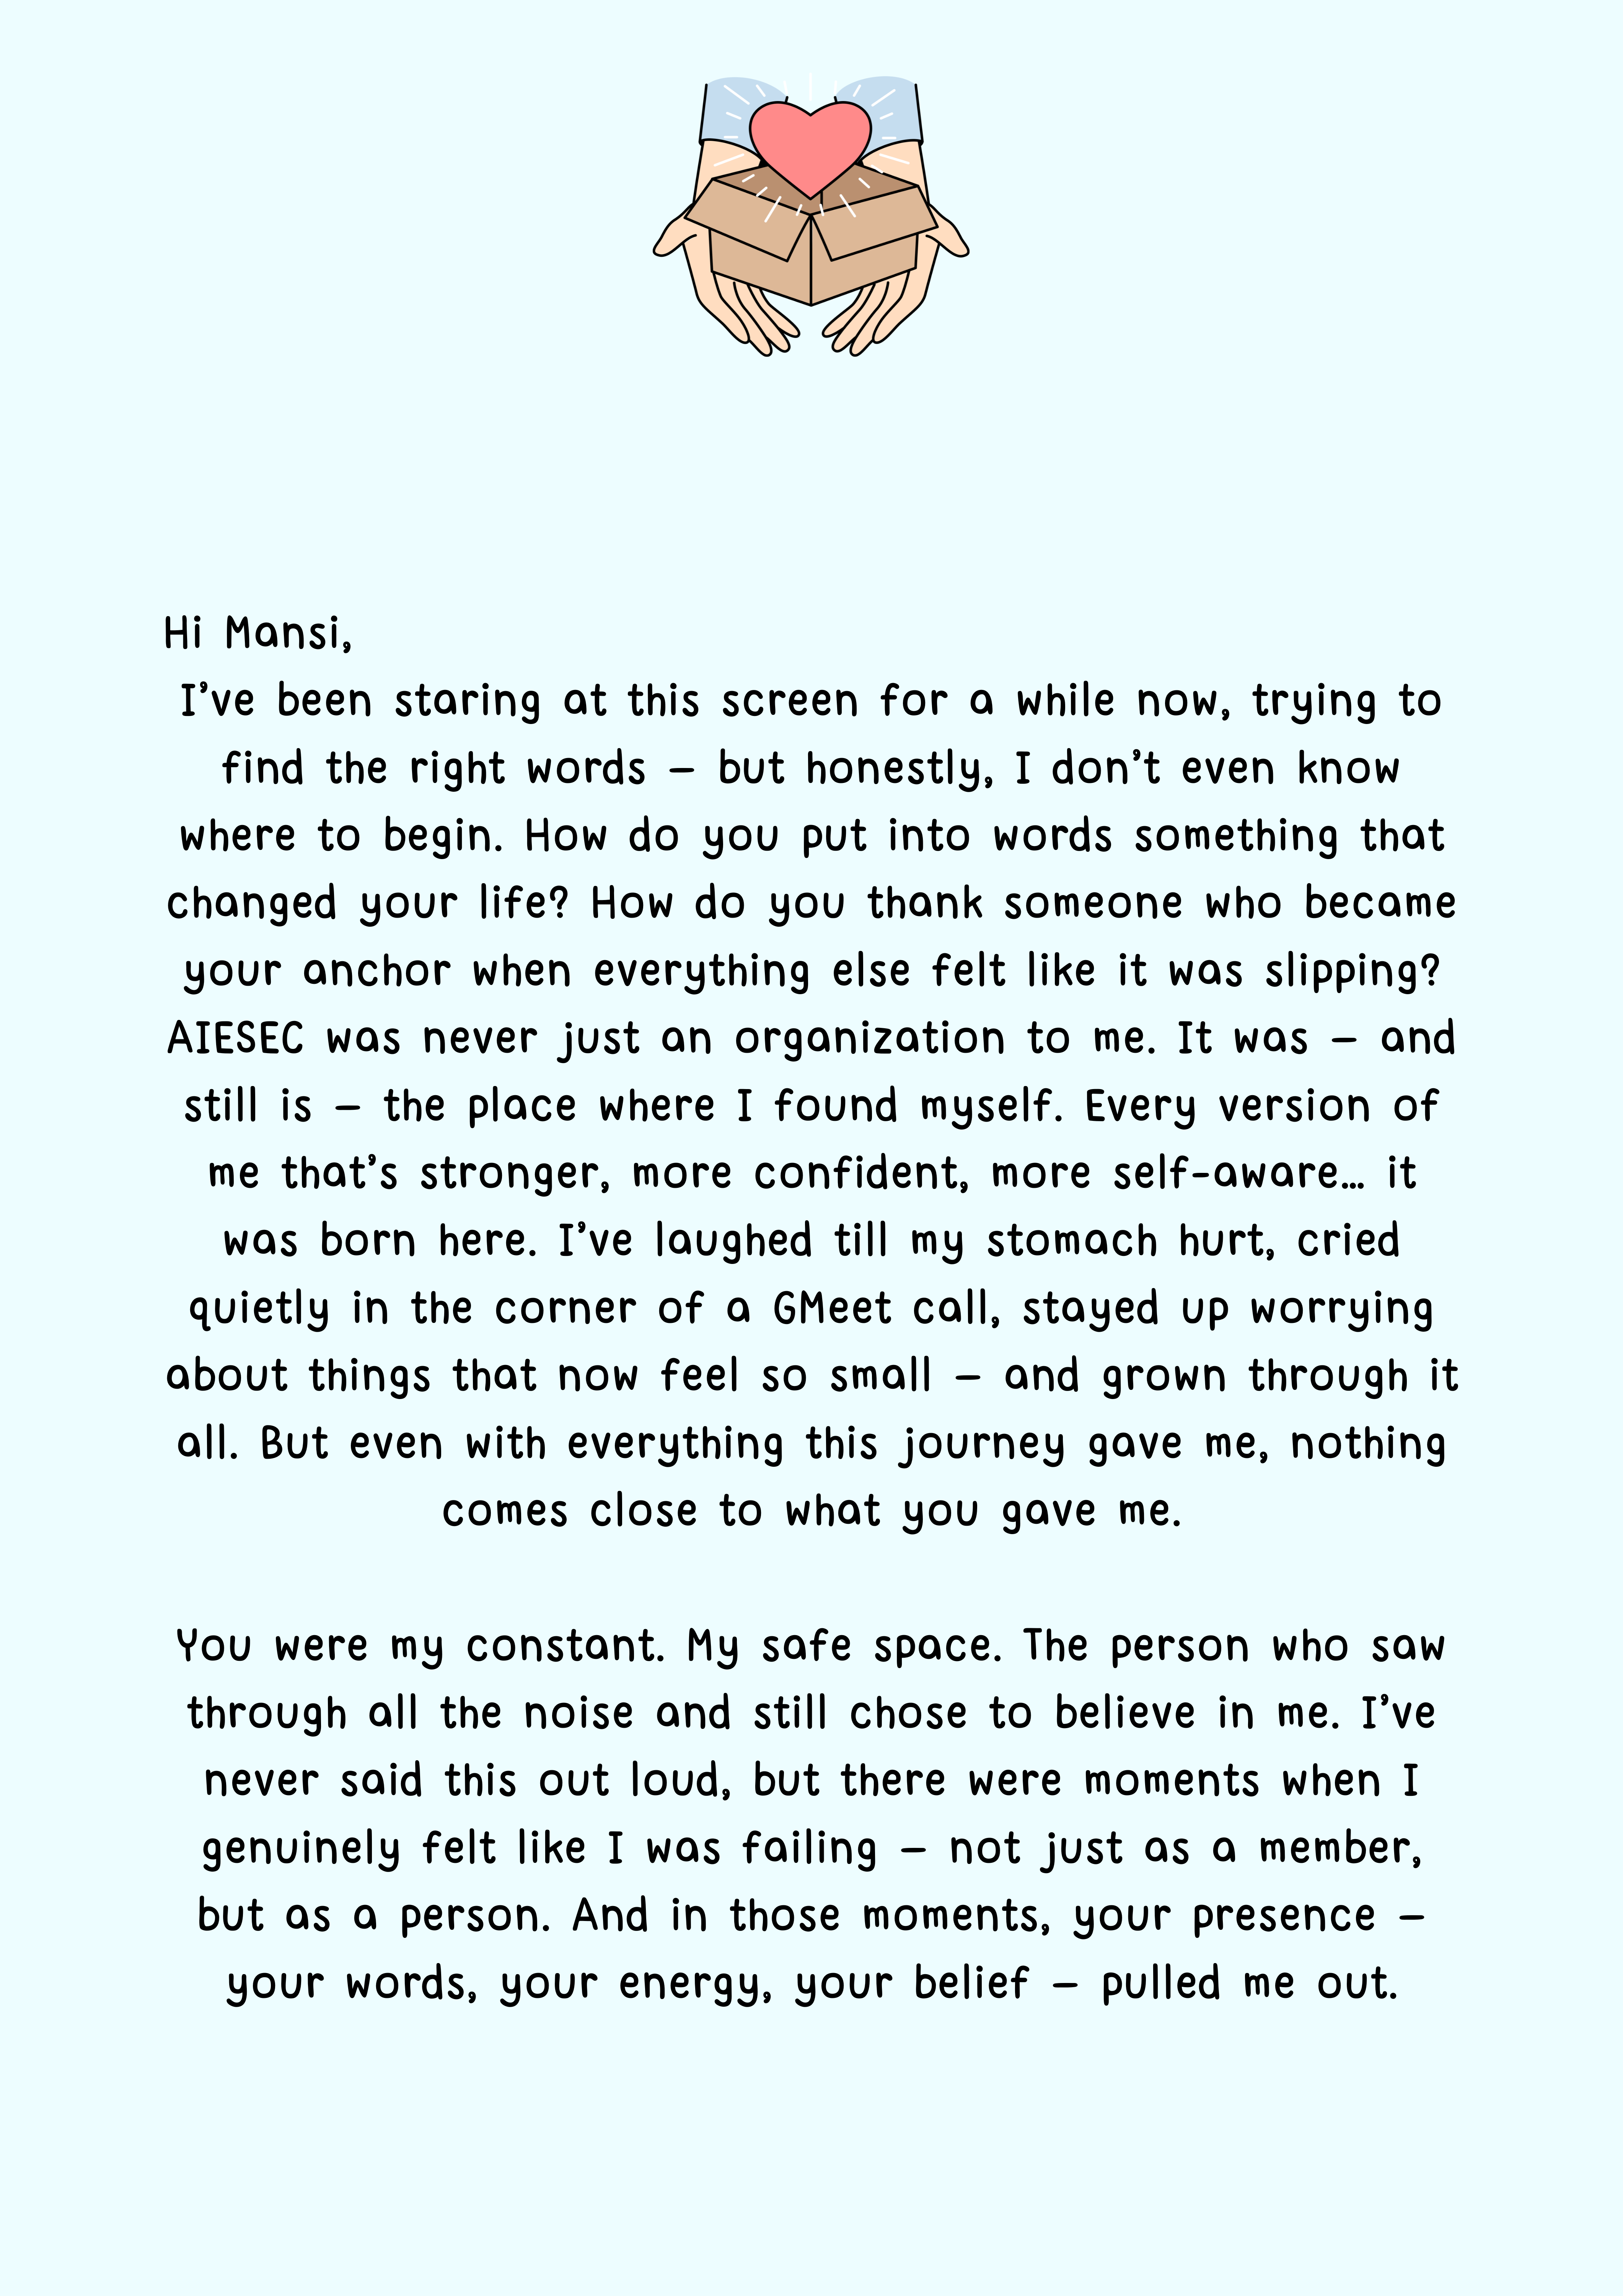 Hi Mansi,
I’ve been staring at this screen for a while now, trying to
find the right words – but honestly, I don’t even know
where to begin. How do you put into words something that
changed your life? How do you thank someone who became
your anchor when everything else felt like it was slipping?
AIESEC was never just an organization to me. It was – and
still is – the place where I found myself. Every version of
me that’s stronger, more confident, more self-aware… it
was born here. I’ve laughed till my stomach hurt, cried
quietly in the corner of a GMeet call, stayed up worrying
about things that now feel so small – and grown through it
all. But even with everything this journey gave me, nothing
comes close to what you gave me.
You were my constant. My safe space. The person who saw
through all the noise and still chose to believe in me. I’ve
never said this out loud, but there were moments when I
genuinely felt like I was failing – not just as a member,
but as a person. And in those moments, your presence –
your words, your energy, your belief – pulled me out.